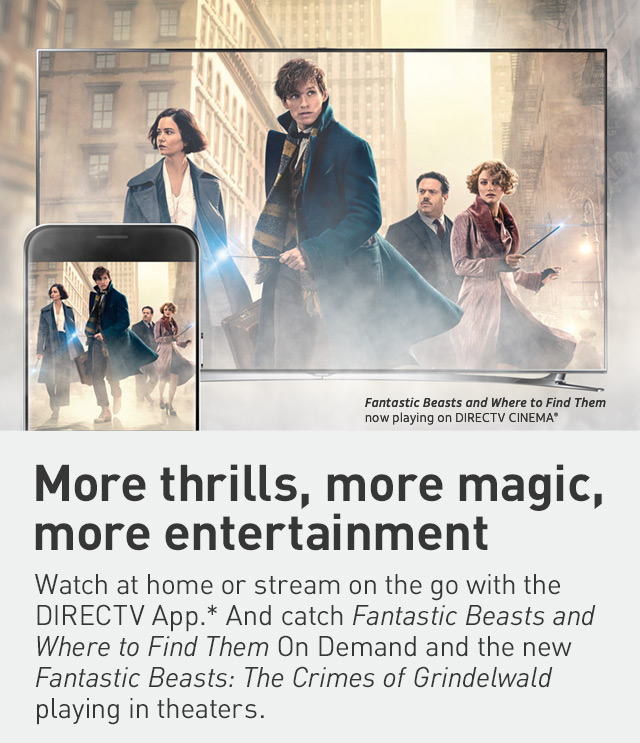 Fantastic Beasts and Where to Find Them
now playing on DIRECTV CINEMA®
More thrills, more magic,
more entertainment
Watch at home or stream on the go with the
DIRECTV App.* And catch Fantastic Beasts and
Where to Find Them On Demand and the new
Fantastic Beasts: The Crimes of Grindelwald
playing in theaters.